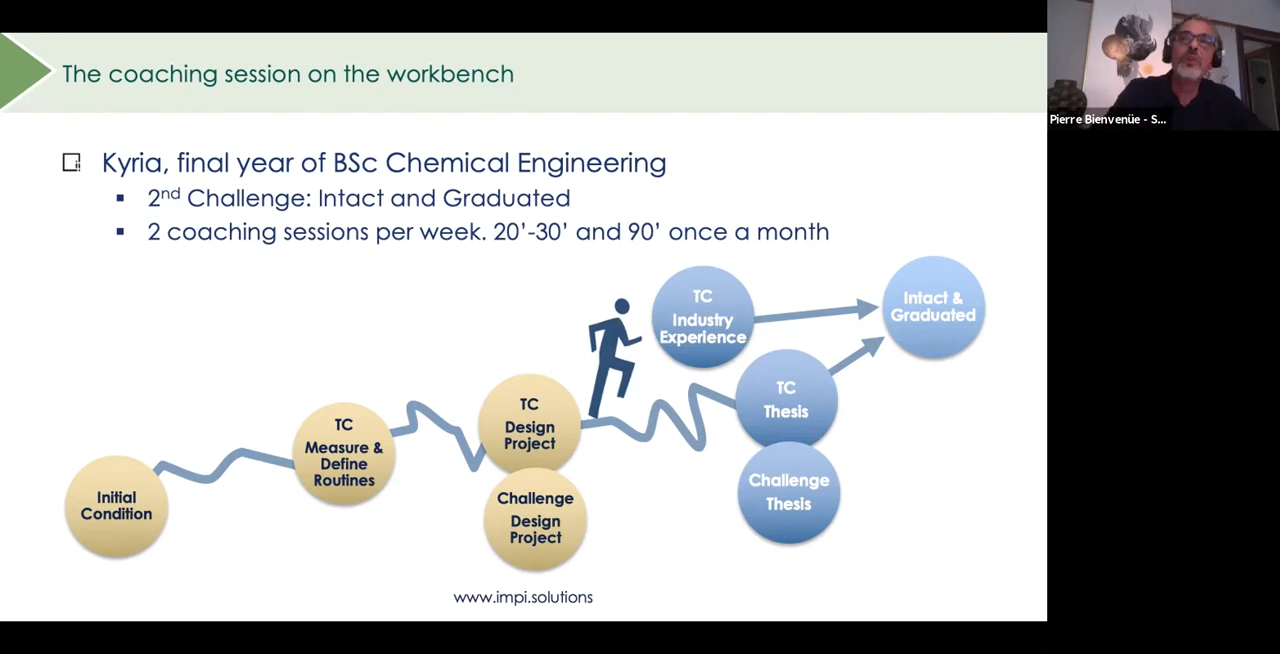 The coaching session on the workbench
Pierre Bienvenüe - S...
Kyria, final year of BSc Chemical Engineering
2nd Challenge: Intact and Graduated
2 coaching sessions per week. 20’-30’ and 90’ once a month
TC
Industry
Experience
Intact &
Graduated
TC
Thesis
Challenge
Thesis
TC
Design
Project
Challenge
Design
Project
TC
Measure &
Define
Routines
Initial
Condition
www.impi.solutions